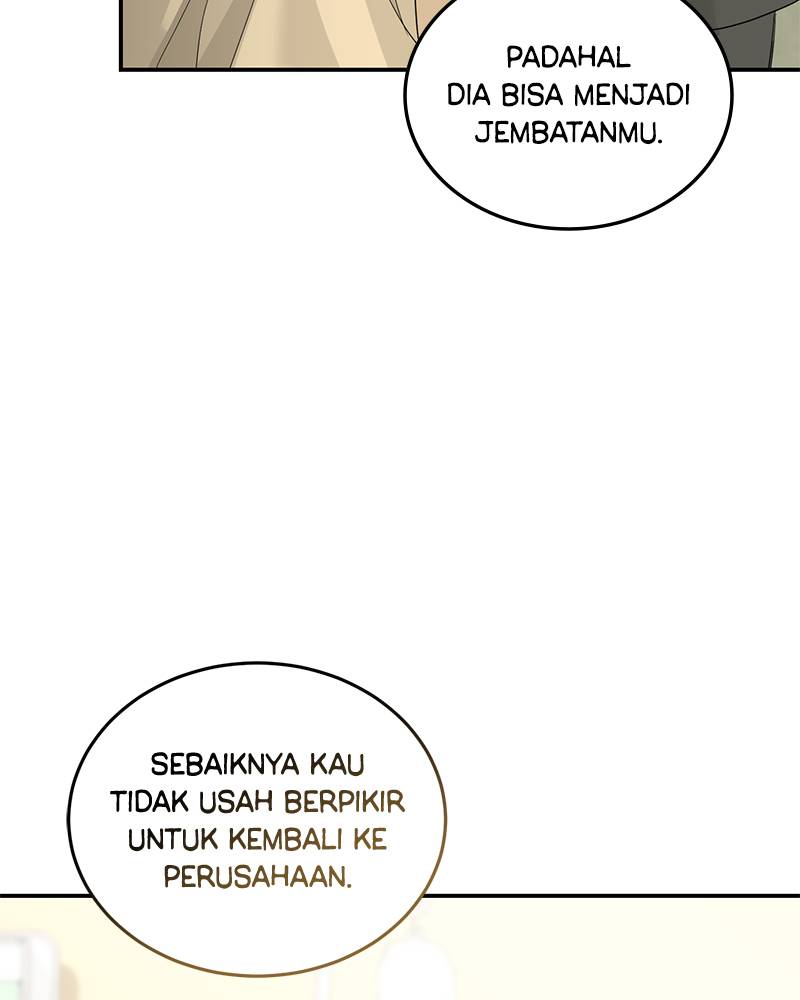 PADAHAL
DIA BISA MENJADI
JEMBATANMU.
SEBAIKNYA KAU
TIDAK USAH BERPIKIR
UNTUK KEMBALI KE
PERUSAHAAN.